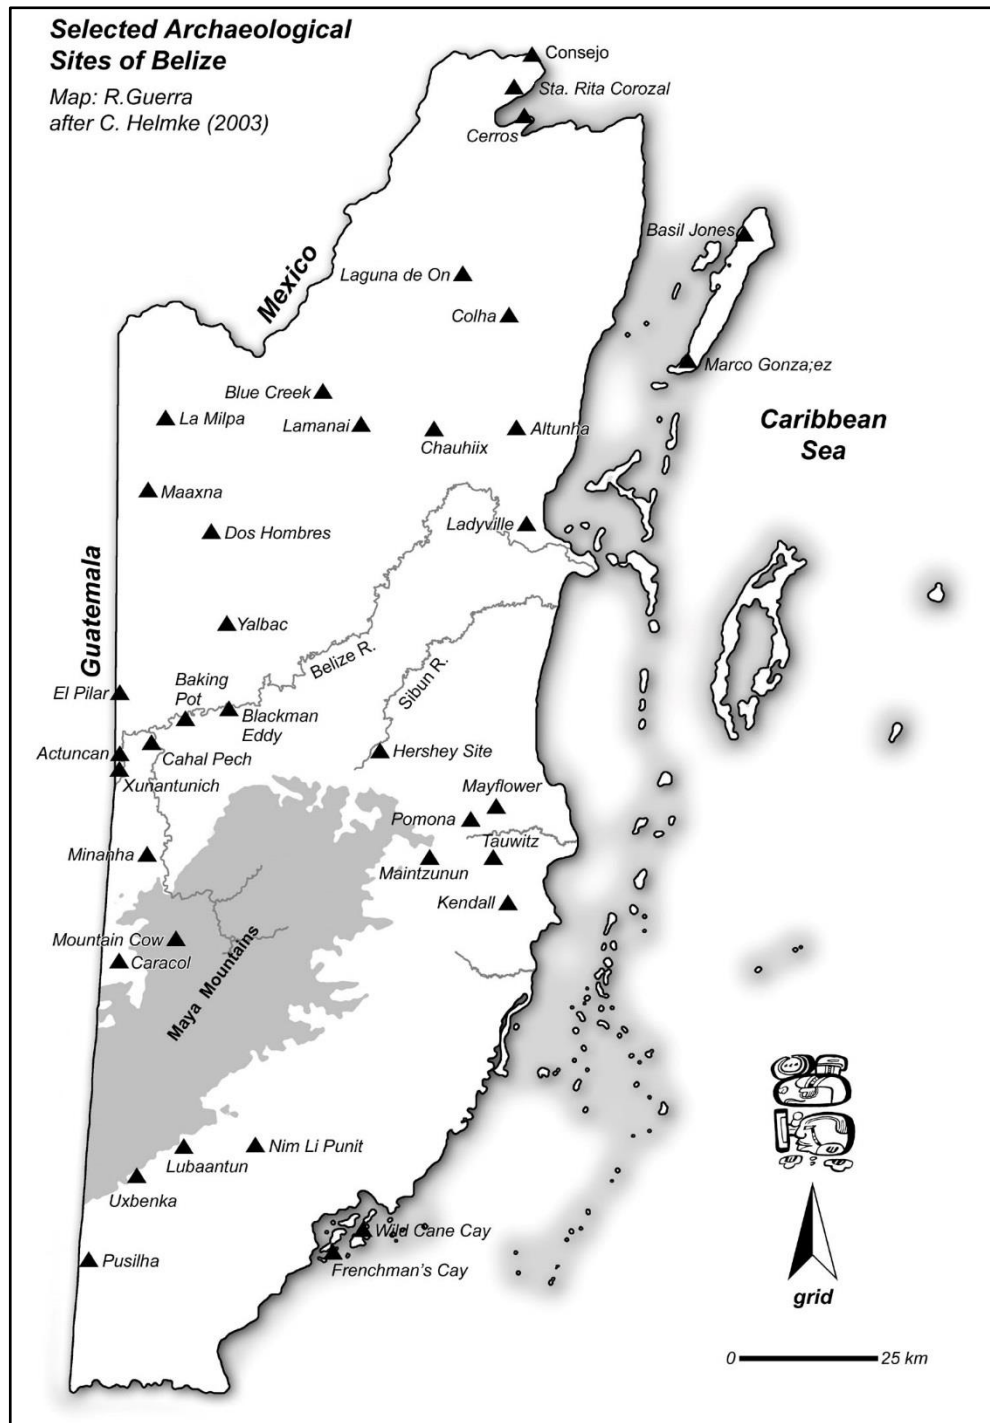 Selected Archaeological
Sites of Belize
Map: R.Guerra
after C. Helmke (2003)
Consejo
Sta. Rita Corozal
Cerros
Basil Jones
Mexico
Laguna de On
Colha
Marco Gonza;ez
Blue Creek
La Milpa
Lamanai
Chauhiix
Altunha
Caribbean
Sea
Maaxna
Dos Hombres
Ladyville
Guatemala
Yalbac
Belize R.
Sibun R.
El Pilar
Baking
Pot
Blackman
Eddy
Actuncan
Cahal Pech
Xunantunich
Hershey Site
Mayflower
Pomona
Tauwitz
Minanha
Maintzunun
Kendall
Mountain Cow
Caracol
Maya Mountains
Nim Li Punit
Lubaantun
Uxbenka
Wild Cane Cay
Pusilha
Frenchman's Cay
grid
0 25 km